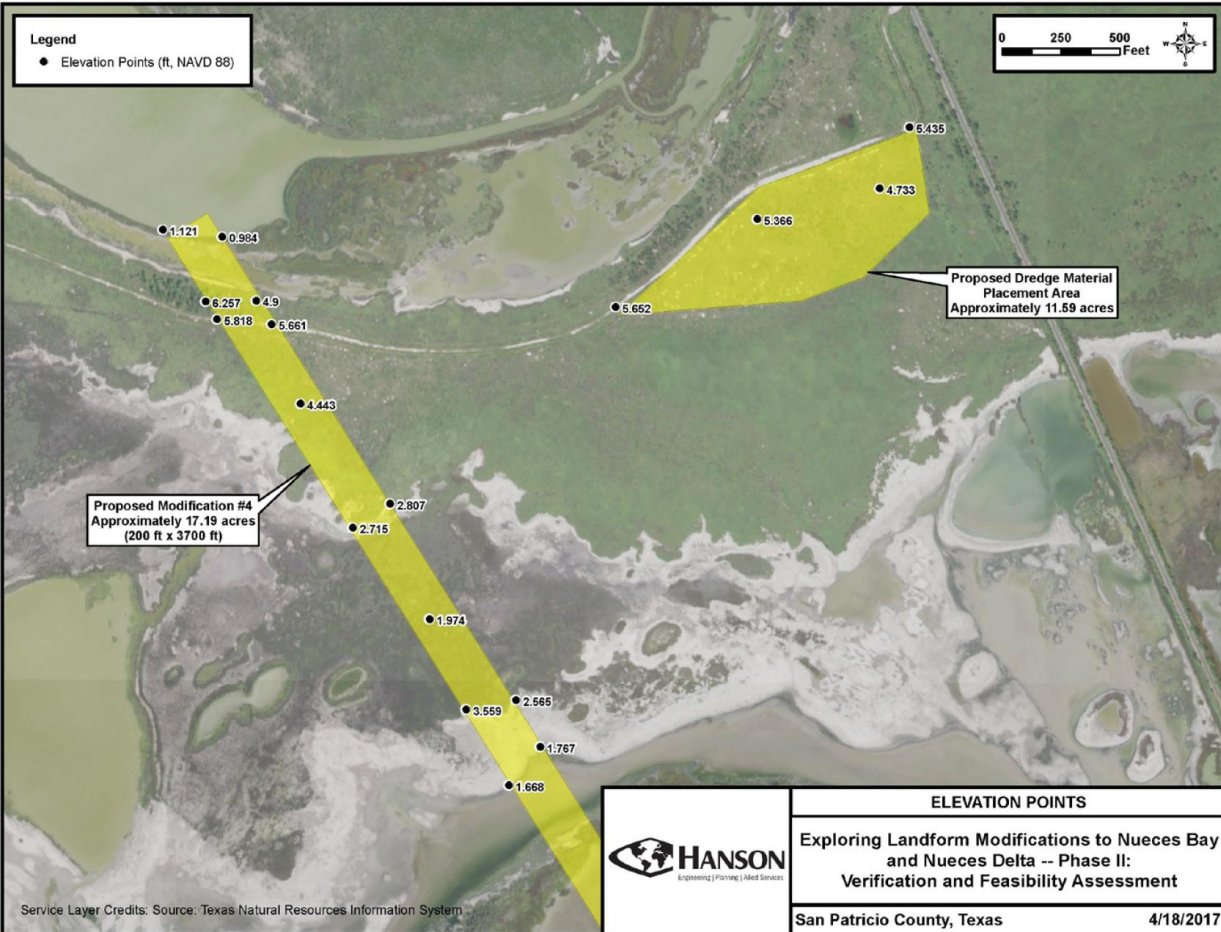 Legend
Elevation Points (ft, NAVD 88)
0 250 500
Feet
N
W E
S
5.435
4.733
5.366
1.121
0.984
6.257
4.9
5.818
5.661
5.652
Proposed Dredge Material
Placement Area
Approximately 11.59 acres
4.443
Proposed Modification #4
Approximately 17.19 acres
(200 ft x 3700 ft)
2.807
2.715
1.974
2.565
3.559
1.767
1.668
HANSON
Engineering | Planning | Allied Services
ELEVATION POINTS
Exploring Landform Modifications to Nueces Bay
and Nueces Delta -- Phase II:
Verification and Feasibility Assessment
San Patricio County, Texas 4/18/2017
Service Layer Credits: Source: Texas Natural Resources Information System